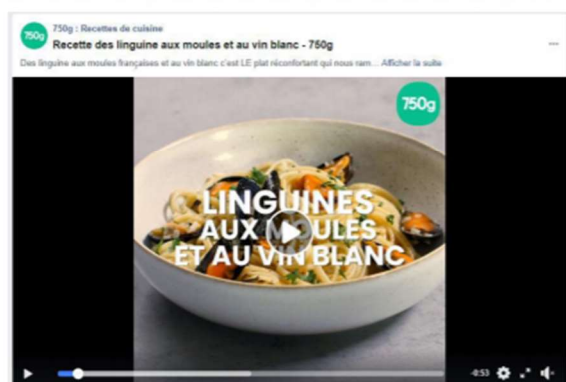 750g
750g : Recettes de cuisine
Recette des linguine aux moules et au vin blanc - 750g
Des linguine aux moules françaises et au vin blanc c'est LE plat réconfortant qui nous ram... Afficher la suite
750g
LINGUINES
AUX MOULES
ET AU VIN BLANC
-0:53